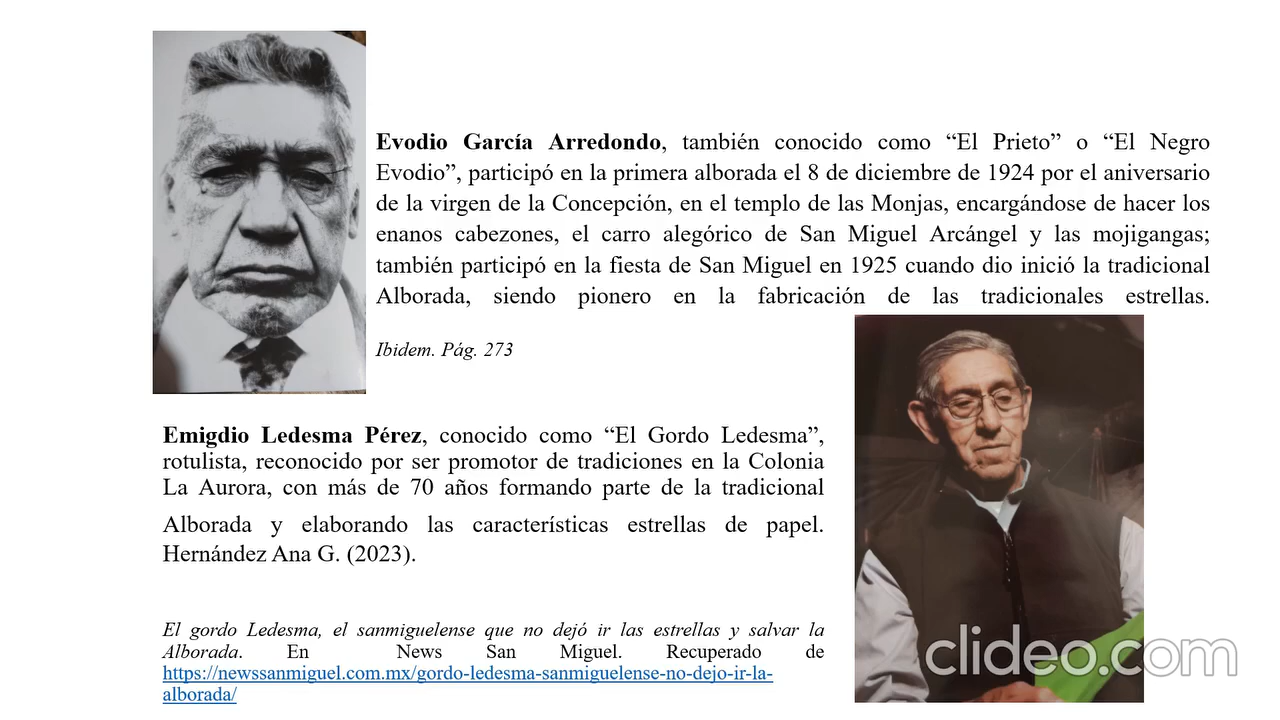 Evodio García Arredondo, también conocido como “El Prieto” o “El Negro
Evodio”, participó en la primera alborada el 8 de diciembre de 1924 por el aniversario
de la virgen de la Concepción, en el templo de las Monjas, encargándose de hacer los
enanos cabezones, el carro alegórico de San Miguel Arcángel y las mojigangas;
también participó en la fiesta de San Miguel en 1925 cuando dio inició la tradicional
Alborada, siendo pionero en la fabricación de las tradicionales estrellas.
Ibidem. Pág. 273
Emigdio Ledesma Pérez, conocido como “El Gordo Ledesma”,
rotulista, reconocido por ser promotor de tradiciones en la Colonia
La Aurora, con más de 70 años formando parte de la tradicional
Alborada y elaborando las características estrellas de papel.
Hernández Ana G. (2023).
El gordo Ledesma, el sanmiguelense que no dejó ir las estrellas y salvar la
Alborada. En News San Miguel. Recuperado de
https://newssanmiguel.com.mx/gordo-ledesma-sanmiguelense-no-dejo-ir-la-
alborada/
clideo.com